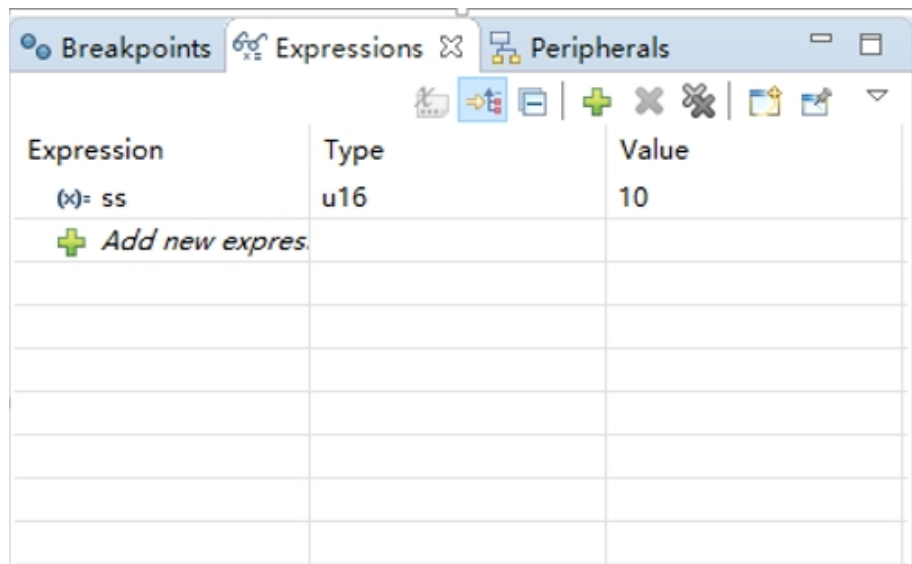 Breakpoints Expressions Peripherals
Expression Type Value
(x)= ss u16 10
Add new expres